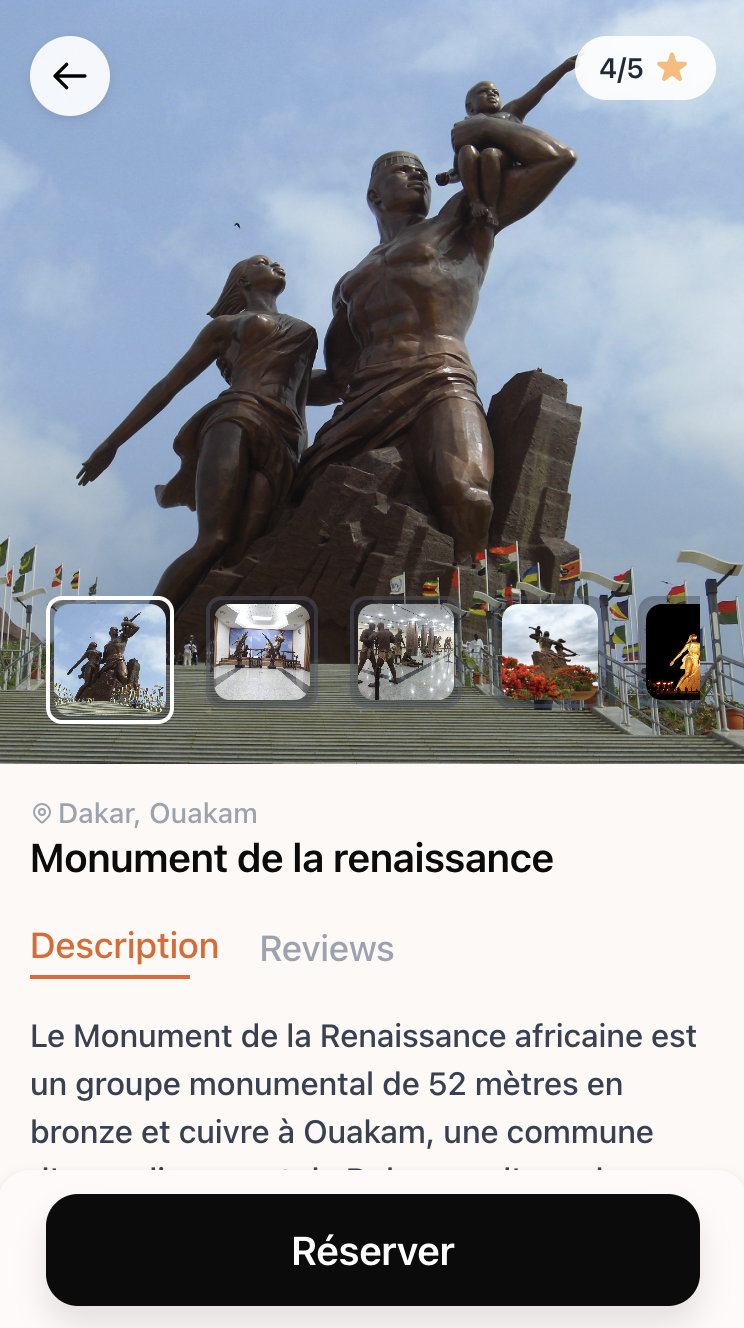 4/5
Dakar, Ouakam
Monument de la renaissance
Description Reviews
Le Monument de la Renaissance africaine est
un groupe monumental de 52 mètres en
bronze et cuivre à Ouakam, une commune
Réserver